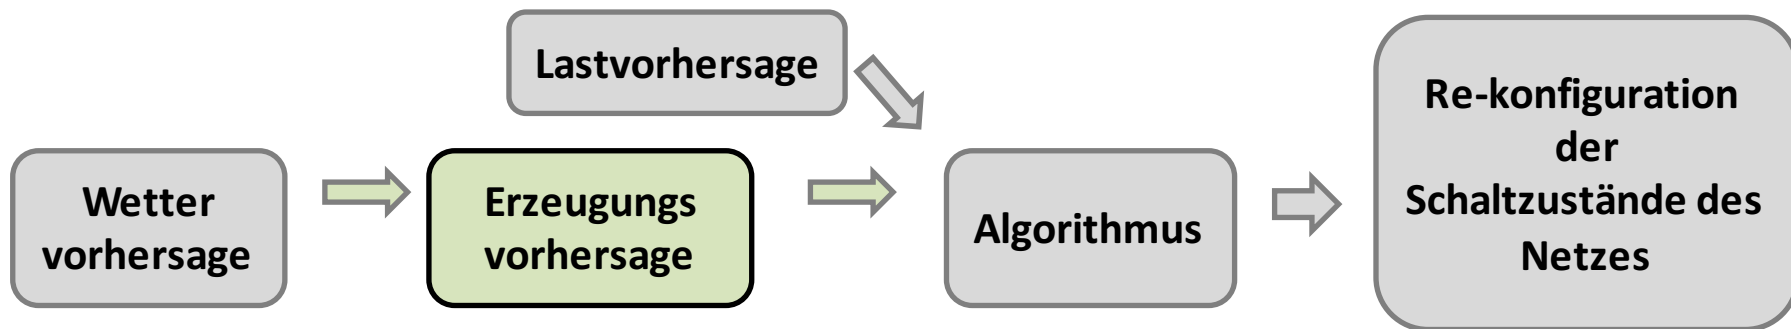 Lastvorhersage
Wetter
vorhersage
Erzeugungs
vorhersage
Algorithmus
Re-konfiguration
der
Schaltzustände des
Netzes